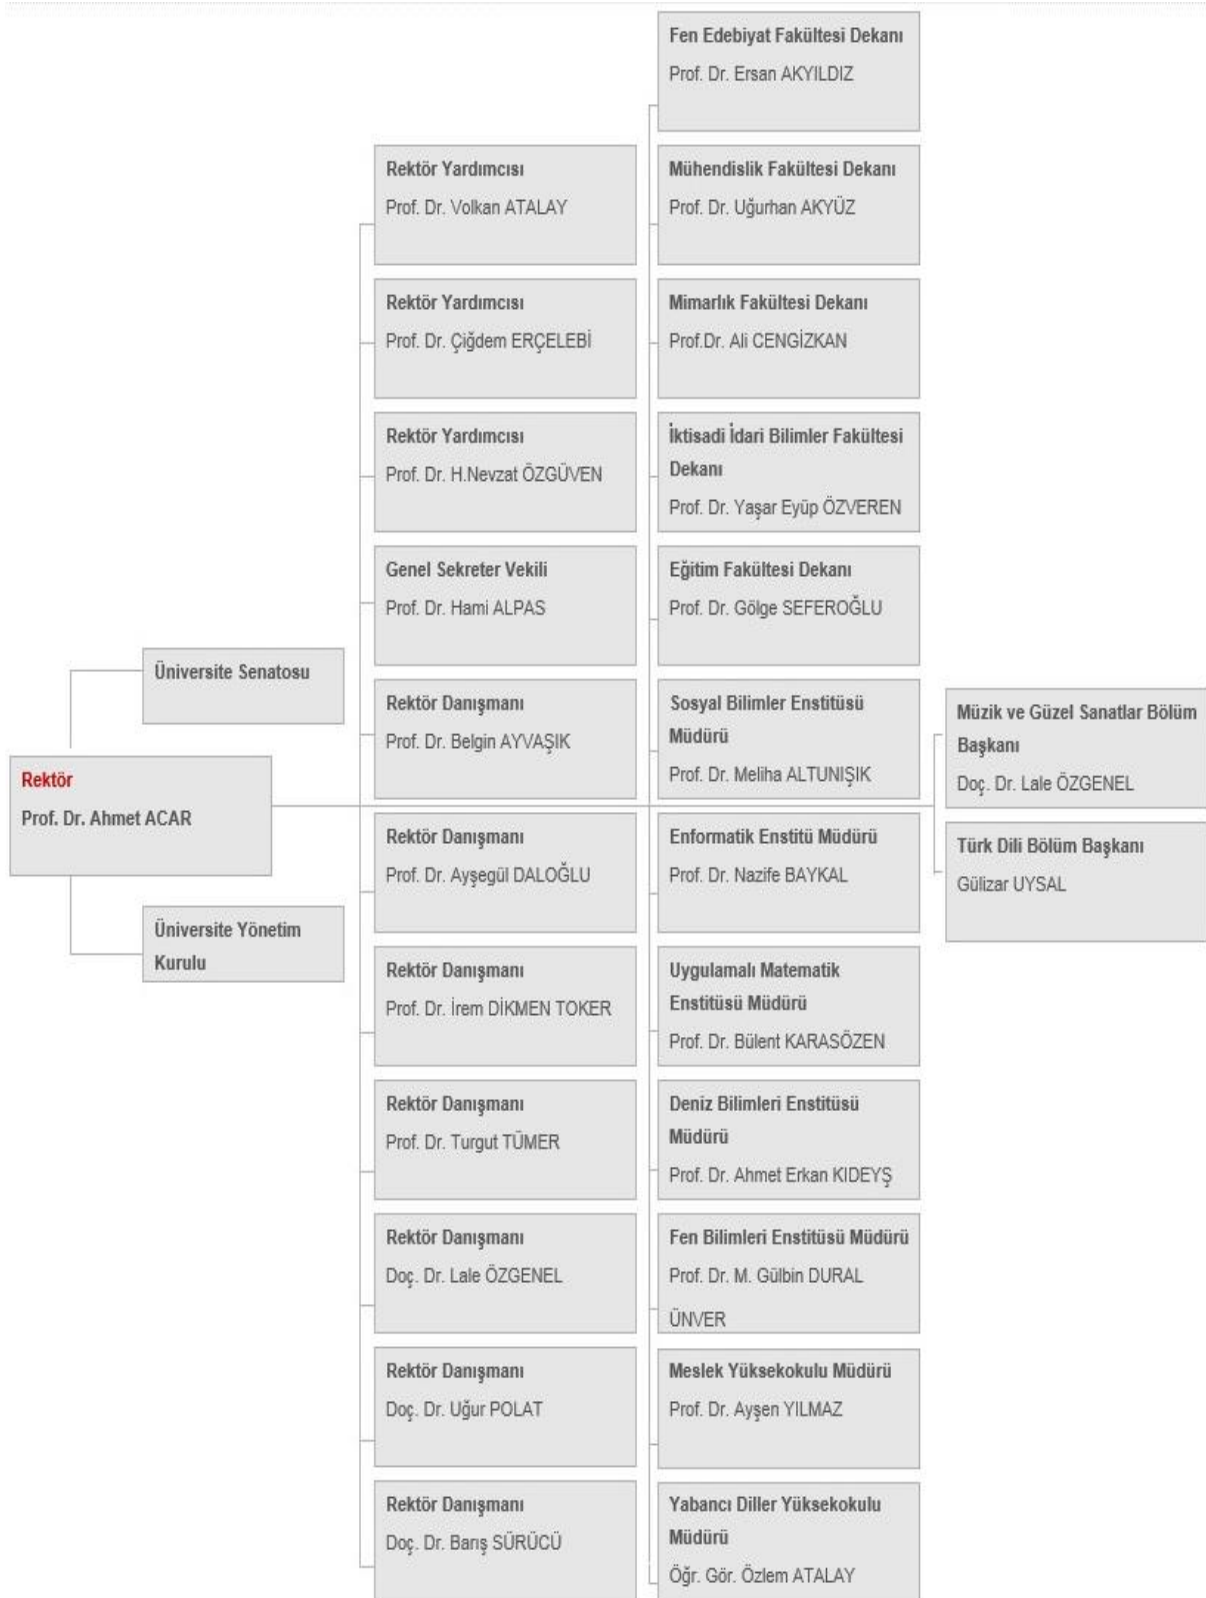 Üniversite Senatosu
Rektör
Prof. Dr. Ahmet ACAR
Üniversite Yönetim
Kurulu
Rektör Yardımcısı
Prof. Dr. Volkan ATALAY
Rektör Yardımcısı
Prof. Dr. Çiğdem ERÇELEBİ
Rektör Yardımcısı
Prof. Dr. H.Nevzat ÖZGÜVEN
Genel Sekreter Vekili
Prof. Dr. Hami ALPAS
Rektör Danışmanı
Prof. Dr. Belgin AYVAŞIK
Rektör Danışmanı
Prof. Dr. Ayşegül DALOĞLU
Rektör Danışmanı
Prof. Dr. İrem DİKMEN TOKER
Rektör Danışmanı
Prof. Dr. Turgut TÜMER
Rektör Danışmanı
Doç. Dr. Lale ÖZGENEL
Rektör Danışmanı
Doç. Dr. Uğur POLAT
Rektör Danışmanı
Doç. Dr. Barış SÜRÜCÜ
Fen Edebiyat Fakültesi Dekanı
Prof. Dr. Ersan AKYILDIZ
Mühendislik Fakültesi Dekanı
Prof. Dr. Uğurhan AKYÜZ
Mimarlık Fakültesi Dekanı
Prof.Dr. Ali CENGİZKAN
İktisadi İdari Bilimler Fakültesi
Dekanı
Prof. Dr. Yaşar Eyüp ÖZVEREN
Eğitim Fakültesi Dekanı
Prof. Dr. Gölge SEFEROĞLU
Sosyal Bilimler Enstitüsü
Müdürü
Prof. Dr. Meliha ALTUNIŞIK
Enformatik Enstitü Müdürü
Prof. Dr. Nazife BAYKAL
Uygulamalı Matematik
Enstitüsü Müdürü
Prof. Dr. Bülent KARASÖZEN
Deniz Bilimleri Enstitüsü
Müdürü
Prof. Dr. Ahmet Erkan KIDEYŞ
Fen Bilimleri Enstitüsü Müdürü
Prof. Dr. M. Gülbin DURAL
ÜNVER
Meslek Yüksekokulu Müdürü
Prof. Dr. Ayşen YILMAZ
Yabancı Diller Yüksekokulu
Müdürü
Öğr. Gör. Özlem ATALAY
Müzik ve Güzel Sanatlar Bölüm
Başkanı
Doç. Dr. Lale ÖZGENEL
Türk Dili Bölüm Başkanı
Gülizar UYSAL